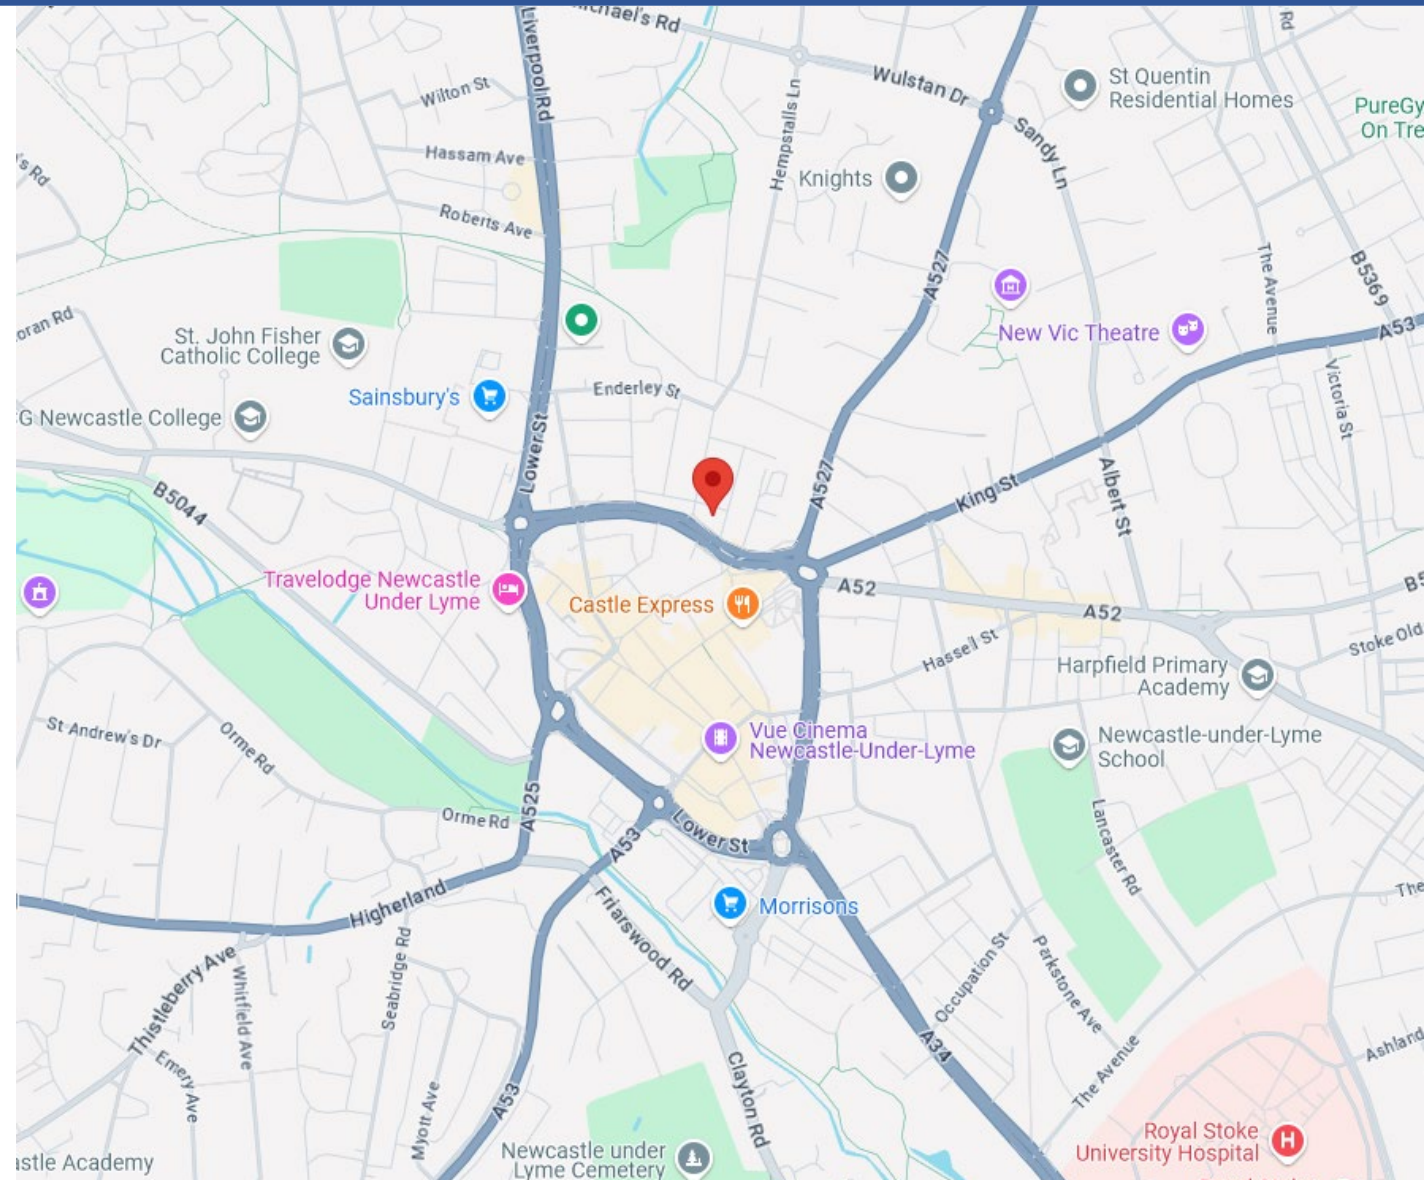 Liverpool Rd
Wilton St
Hassam Ave
Roberts Ave
Hempstalls Ln
Wulstan Dr
Sandy Ln
St Quentin
Residential Homes
Knights
A527
New Vic Theatre
The Avenue
B5369
A53
St. John Fisher
Catholic College
Sainsbury's
Enderley St
Victoria St
Lower St
B5044
A527
King St
Albert St
Travelodge Newcastle
Under Lyme
Castle Express
A52
A52
Hassell St
Stoke Old
Harpfield Primary
Academy
St Andrew's Dr
Orme Rd
Vue Cinema
Newcastle-Under-Lyme
Newcastle-under-Lyme
School
Orme Rd
A525
A53
Lower St
Lancaster Rd
Higherland
Friarswood Rd
Morrisons
Thistleberry Ave
Whitfield Ave
Seabridge Rd
Occupation St
Parkstone Ave
The
Emery Ave
Myott Ave
A53
Clayton Rd
A34
The Avenue
Ashland
Newcastle under
Lyme Cemetery
Royal Stoke
University Hospital
H